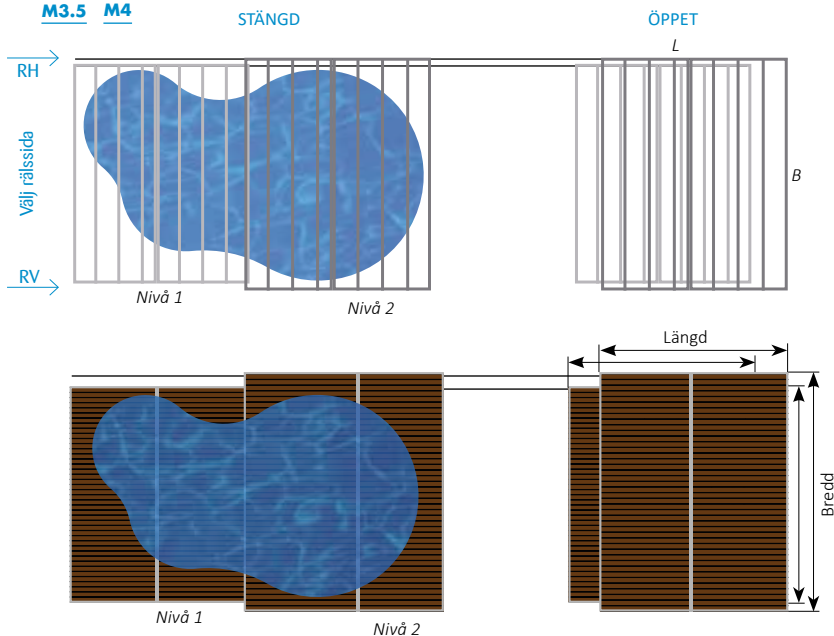 M3.5 M4
STÄNGD
ÖPPET
L
RH
Välj rälssida
B
RV
Nivå 1
Nivå 2
Längd
Bredd
Nivå 1
Nivå 2